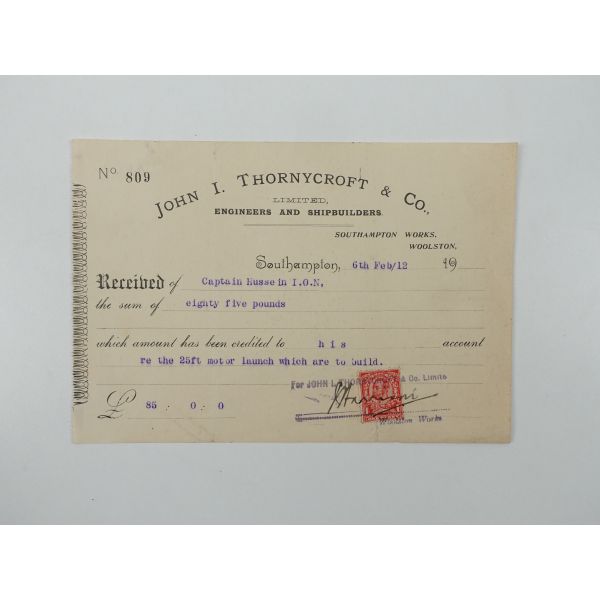 No 809
JOHN I. THORNYCROFT & CO.,
LIMITED,
ENGINEERS AND SHIPBUILDERS.
SOUTHAMPTON WORKS,
WOOLSTON,
Southampton, 6th Feb/12 19
Received of Captain Hussein I.O.N,
the sum of eighty five pounds
which amount has been credited to his account
re the 25ft motor launch which are to build.
For JOHN I. THORNYCROFT & Co. Limite
£ 85 : 0 : 0
Woolston Works